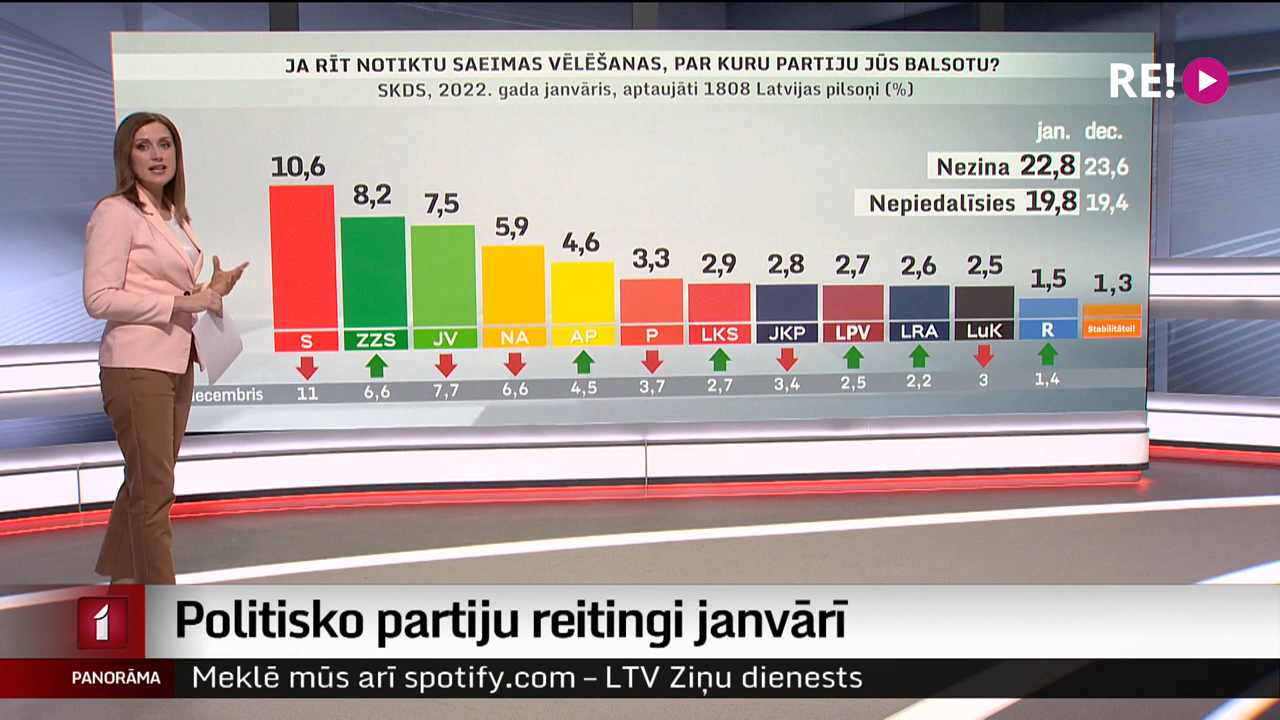 JA RĪT NOTIKTU SAEIMAS VĒLĒŠANAS, PAR KURU PARTIJU JŪS BALSOTU?
SKDS, 2022. gada janvāris, aptaujāti 1808 Latvijas pilsoņi (%)
RE!
jan. dec.
Nezina 22,8 23,6
Nepiedalīsies 19,8 19,4
10,6 8,2 7,5 5,9 4,6 3,3 2,9 2,8 2,7 2,6 2,5 1,5 1,3
S ZZS JV NA AP P LKS JKP LPV LRA LuK R Stabilitātei!
ecembris 11 6,6 7,7 6,6 4,5 3,7 2,7 3,4 2,5 2,2 3 1,4
1 Politisko partiju reitingi janvārī
PANORĀMA Meklē mūs arī spotify.com – LTV Ziņu dienests